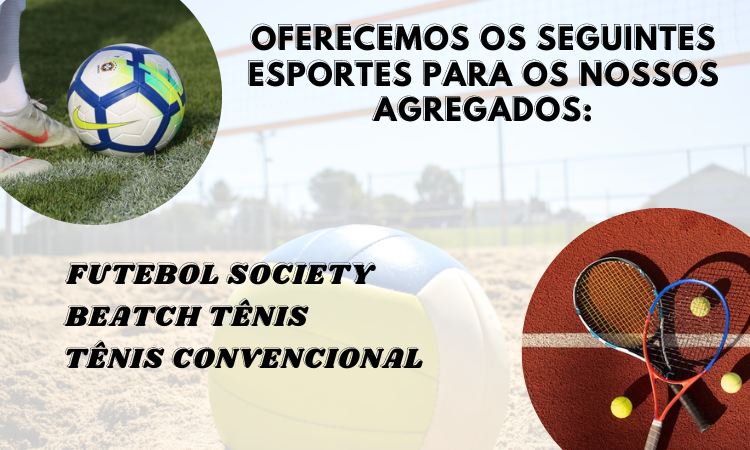 OFERECEMOS OS SEGUINTES
ESPORTES PARA OS NOSSOS
AGREGADOS:
FUTEBOL SOCIETY
BEATCH TÊNIS
TÊNIS CONVENCIONAL